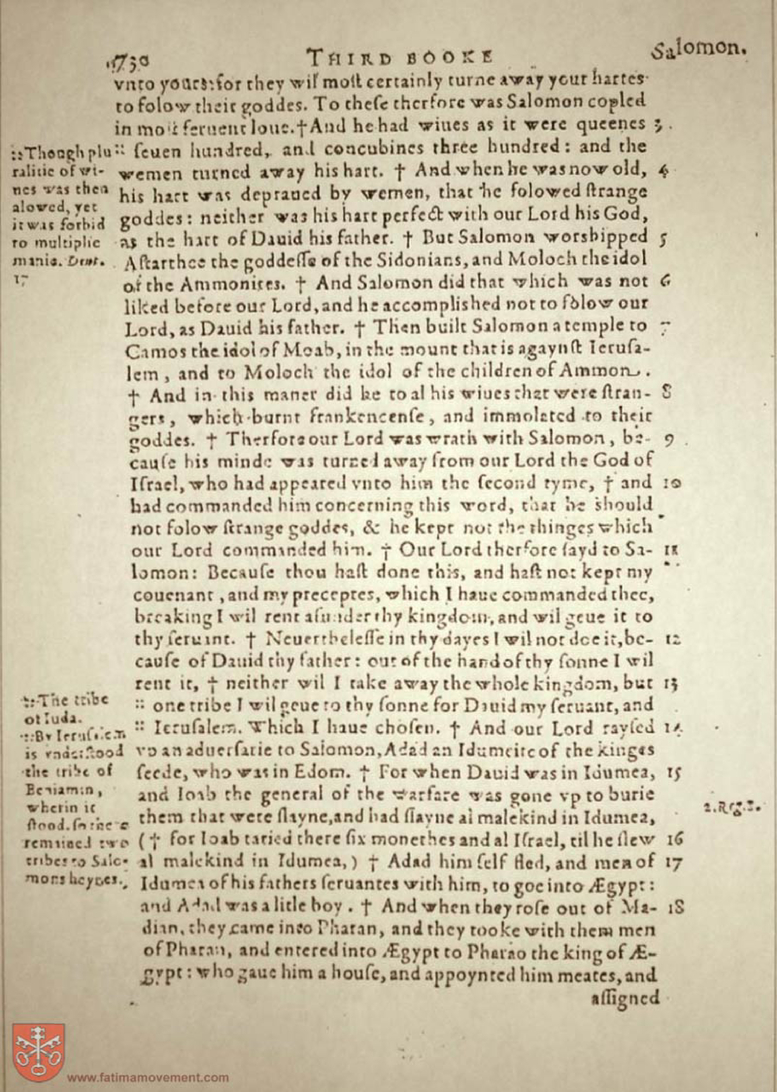 730
THIRD BOOKE
Salomon.
vnto yours: for they wil most certainly turne away your hartes
to folow their goddes. To these therfore was Salomon copled
in most feruent loue. † And he had wiues as it were queenes 3.
:: seuen hundred, and concubines three hundred: and the
wemen turned away his hart. † And when he was now old, 4
his hart was depraued by wemen, that he folowed strange
goddes: neither was his hart perfect with our Lord his God,
as the hart of Dauid his father. † But Salomon worshipped 5
Astarthee the goddesse of the Sidonians, and Moloch the idol
of the Ammonites. † And Salomon did that which was not 6
liked before our Lord, and he accomplished not to folow our
Lord, as Dauid his father. † Then built Salomon a temple to 7
Camos the idol of Moab, in the mount that is agaynst Ierusa-
lem, and to Moloch the idol of the children of Ammon.
† And in this maner did he to al his wiues that were stran- 8
gers, which burnt frankencense, and immolated to their
goddes. † Therfore our Lord was wrath with Salomon, be- 9
cause his minde was turned away from our Lord the God of
Israel, who had appeared vnto him the second tyme, † and 10
had commanded him concerning this word, that he should
not folow strange goddes, & he kept not the thinges which
our Lord commanded him. † Our Lord therfore sayd to Sa- 11
lomon: Because thou hast done this, and hast not kept my
couenant, and my preceptes, which I haue commanded thee,
breaking I wil rent asunder thy kingdom, and wil geue it to
thy seruant. † Neuerthelesse in thy dayes I wil not doe it, be- 12
cause of Dauid thy father: out of the hand of thy sonne I wil
rent it, † neither wil I take away the whole kingdom, but 13
:: one tribe I wil geue to thy sonne for Dauid my seruant, and
:: Ierusalem. Which I haue chosen. † And our Lord raysed 14
vp an aduersarie to Salomon, Adad an Idumeite of the kinges
seede, who was in Edom. † For when Dauid was in Idumea, 15
and Ioab the general of the warfare was gone vp to burie
them that were slayne, and had slayne al malekind in Idumea,
(† for Ioab taried there six monethes and al Israel, til he slew 16
al malekind in Idumea,) † Adad him self fled, and men of 17
Idumea of his fathers seruantes with him, to goe into Ægypt:
and Adad was a litle boy. † And when they rose out of Ma- 18
dian, they came into Pharan, and they tooke with them men
of Pharan, and entered into Ægypt to Pharao the king of Æ-
gypt: who gaue him a house, and appoynted him meates, and
assigned
:: Though plu
ralitie of wi-
ues was then
alowed, yet
it was forbid
to multiplie
manie. Deut.
17
:: The tribe
of Iuda.
:: By Ierusalem
is vnderstood
the tribe of
Beniamin,
wherin it
stood. so there
remained two
tribes to Salo-
mons heyres.
2. Reg. 8.
www.fatimamovement.com